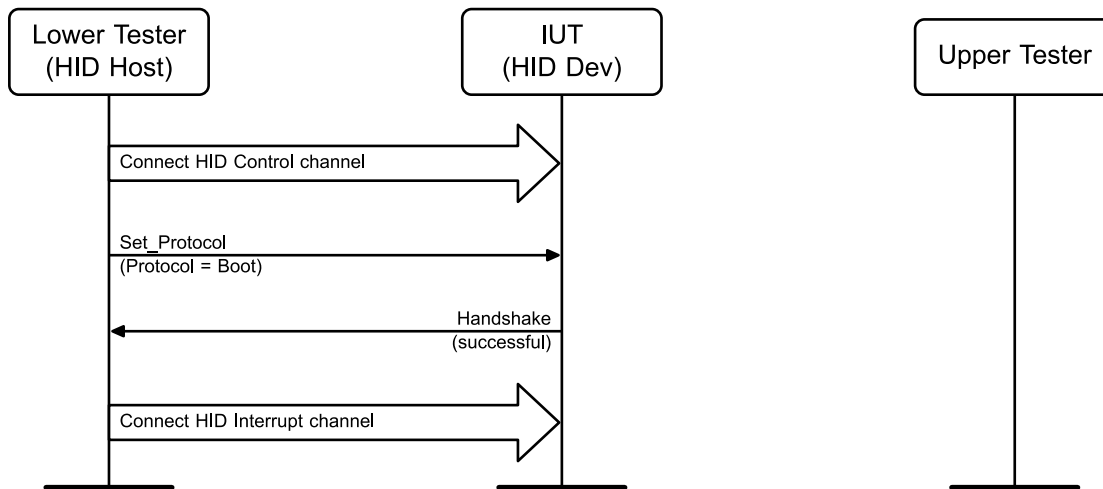 Lower Tester
(HID Host)
IUT
(HID Dev)
Upper Tester
Connect HID Control channel
Set_Protocol
(Protocol = Boot)
Handshake
(successful)
Connect HID Interrupt channel